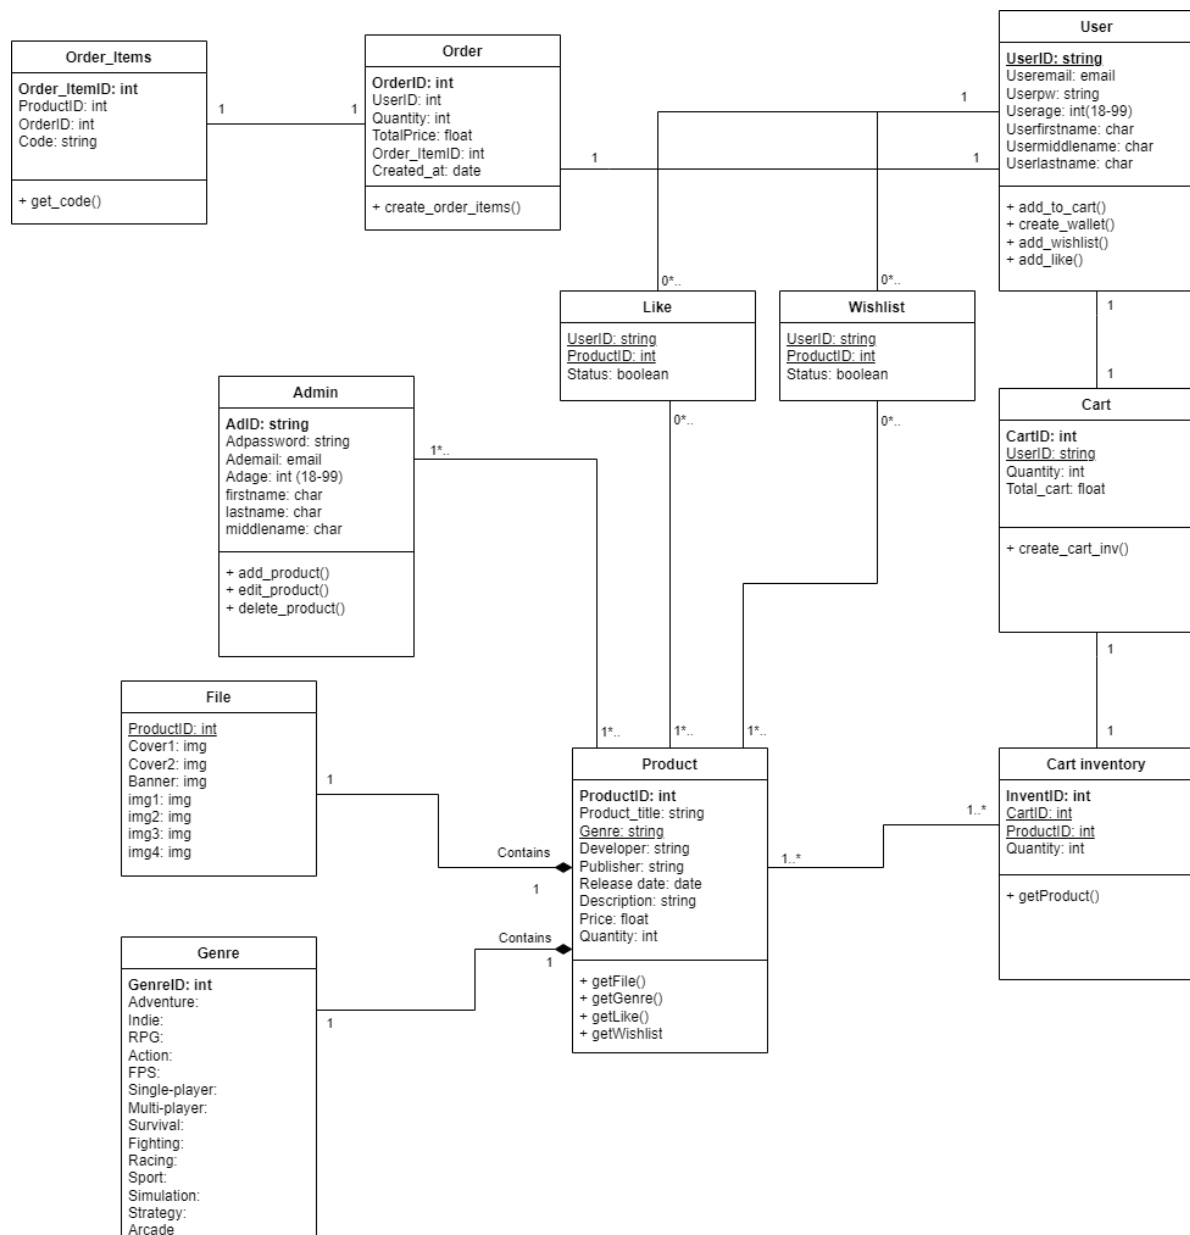 Order_Items
Order_ItemID: int
ProductID: int
OrderID: int
Code: string
+ get_code()
1
1
Order
OrderID: int
UserID: int
Quantity: int
TotalPrice: float
Order_ItemID: int
Created_at: date
+ create_order_items()
1
1
1
User
UserID: string
Useremail: email
Userpw: string
Userage: int(18-99)
Userfirstname: char
Usermiddlename: char
Userlastname: char
+ add_to_cart()
+ create_wallet()
+ add_wishlist()
+ add_like()
0*..
0*..
1
Like
UserID: string
ProductID: int
Status: boolean
0*..
Wishlist
UserID: string
ProductID: int
Status: boolean
0*..
1
Cart
CartID: int
UserID: string
Quantity: int
Total_cart: float
+ create_cart_inv()
1
Admin
AdID: string
Adpassword: string
Ademail: email
Adage: int (18-99)
firstname: char
lastname: char
middlename: char
+ add_product()
+ edit_product()
+ delete_product()
1*..
1*..
1*..
1*..
1
File
ProductID: int
Cover1: img
Cover2: img
Banner: img
img1: img
img2: img
img3: img
img4: img
1
Contains
1
Product
ProductID: int
Product_title: string
Genre: string
Developer: string
Publisher: string
Release date: date
Description: string
Price: float
Quantity: int
+ getFile()
+ getGenre()
+ getLike()
+ getWishlist
1..*
1..*
Cart inventory
InventID: int
CartID: int
ProductID: int
Quantity: int
+ getProduct()
Contains
1
1
Genre
GenreID: int
Adventure:
Indie:
RPG:
Action:
FPS:
Single-player:
Multi-player:
Survival:
Fighting:
Racing:
Sport:
Simulation:
Strategy:
Arcade